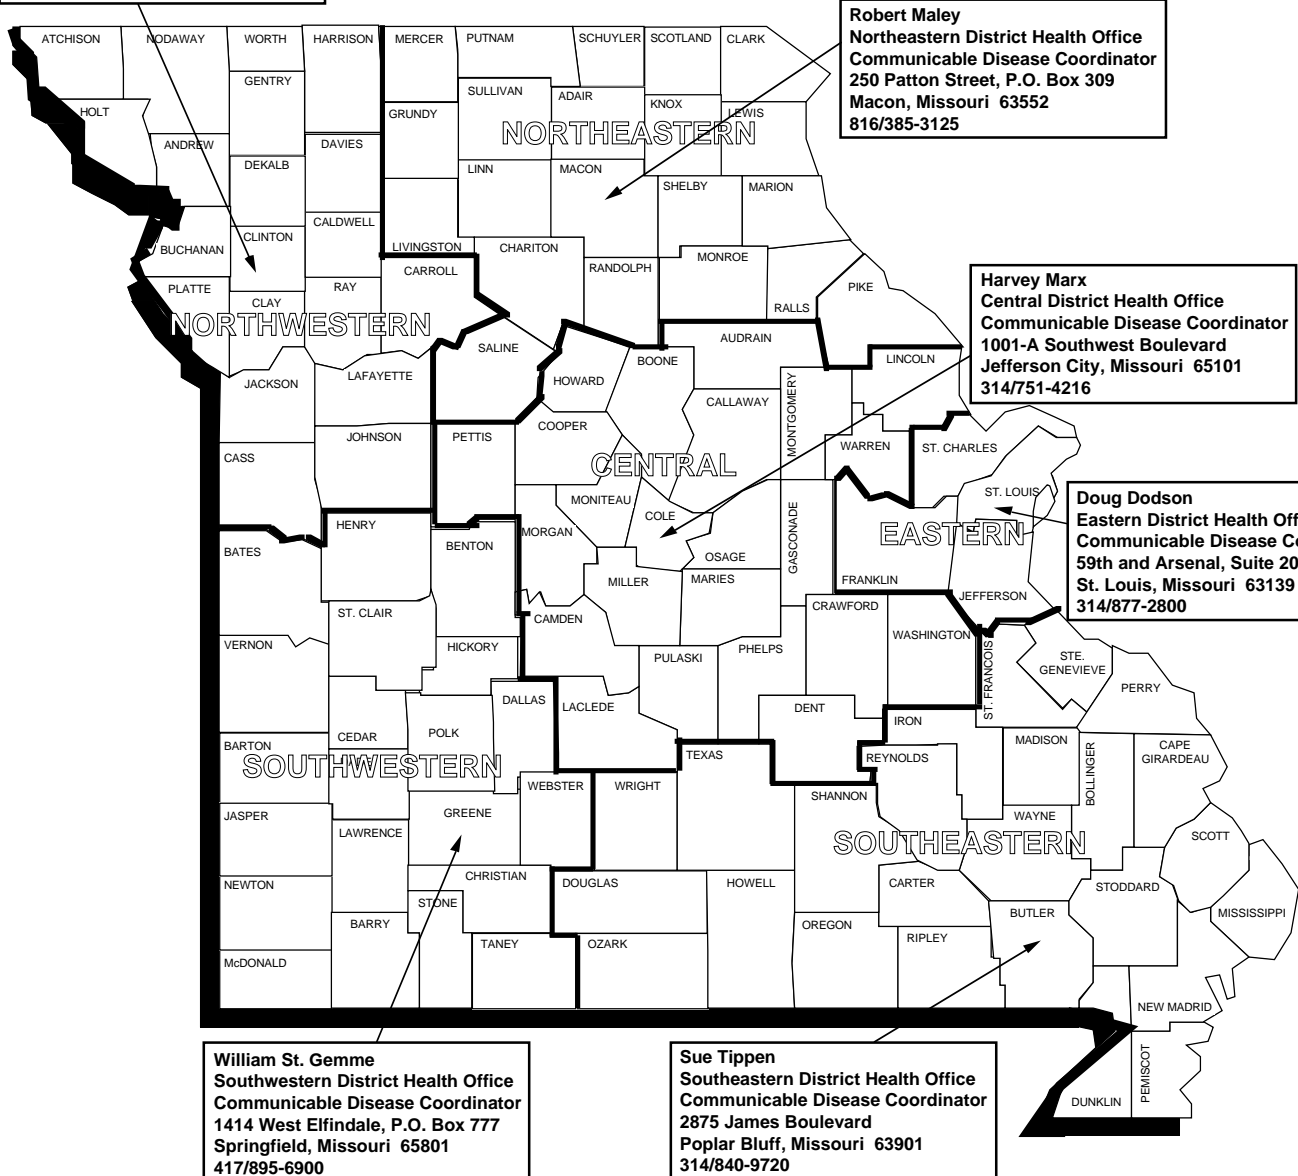 Robert Maley
Northeastern District Health Office
Communicable Disease Coordinator
250 Patton Street, P.O. Box 309
Macon, Missouri  63552
816/385-3125
ATCHISON
NODAWAY
WORTH
HARRISON
MERCER
PUTNAM
SCHUYLER
SCOTLAND
CLARK
GENTRY
SULLIVAN
ADAIR
KNOX
LEWIS
HOLT
GRUNDY
NORTHEASTERN
ANDREW
DAVIES
DEKALB
LINN
MACON
SHELBY
MARION
CALDWELL
CLINTON
BUCHANAN
LIVINGSTON
CHARITON
RANDOLPH
MONROE
CARROLL
PLATTE
CLAY
RAY
RALLS
PIKE
NORTHWESTERN
Harvey Marx
Central District Health Office
Communicable Disease Coordinator
1001-A Southwest Boulevard
Jefferson City, Missouri  65101
314/751-4216
SALINE
AUDRAIN
BOONE
LINCOLN
JACKSON
LAFAYETTE
HOWARD
CALLAWAY
MONTGOMERY
COOPER
JOHNSON
PETTIS
WARREN
ST. CHARLES
CASS
CENTRAL
MONITEAU
COLE
ST. LOUIS
Doug Dodson
Eastern District Health Off
Communicable Disease Co
59th and Arsenal, Suite 20
St. Louis, Missouri  63139
314/877-2800
HENRY
MORGAN
GASCONADE
EASTERN
BATES
BENTON
OSAGE
MILLER
MARIES
FRANKLIN
JEFFERSON
ST. CLAIR
CAMDEN
CRAWFORD
WASHINGTON
VERNON
HICKORY
PULASKI
PHELPS
ST. FRANCOIS
STE.
GENEVIEVE
PERRY
DALLAS
LACLEDE
DENT
IRON
CEDAR
POLK
BARTON
TEXAS
REYNOLDS
MADISON
BOLLINGER
CAPE
GIRARDEAU
SOUTHWESTERN
WEBSTER
WRIGHT
SHANNON
JASPER
GREENE
WAYNE
LAWRENCE
SOUTHEASTERN
SCOTT
CHRISTIAN
NEWTON
DOUGLAS
HOWELL
CARTER
STODDARD
STONE
BARRY
BUTLER
MISSISSIPPI
OREGON
RIPLEY
TANEY
OZARK
McDONALD
NEW MADRID
PEMISCOT
DUNKLIN
William St. Gemme
Southwestern District Health Office
Communicable Disease Coordinator
1414 West Elfindale, P.O. Box 777
Springfield, Missouri  65801
417/895-6900
Sue Tippen
Southeastern District Health Office
Communicable Disease Coordinator
2875 James Boulevard
Poplar Bluff, Missouri  63901
314/840-9720